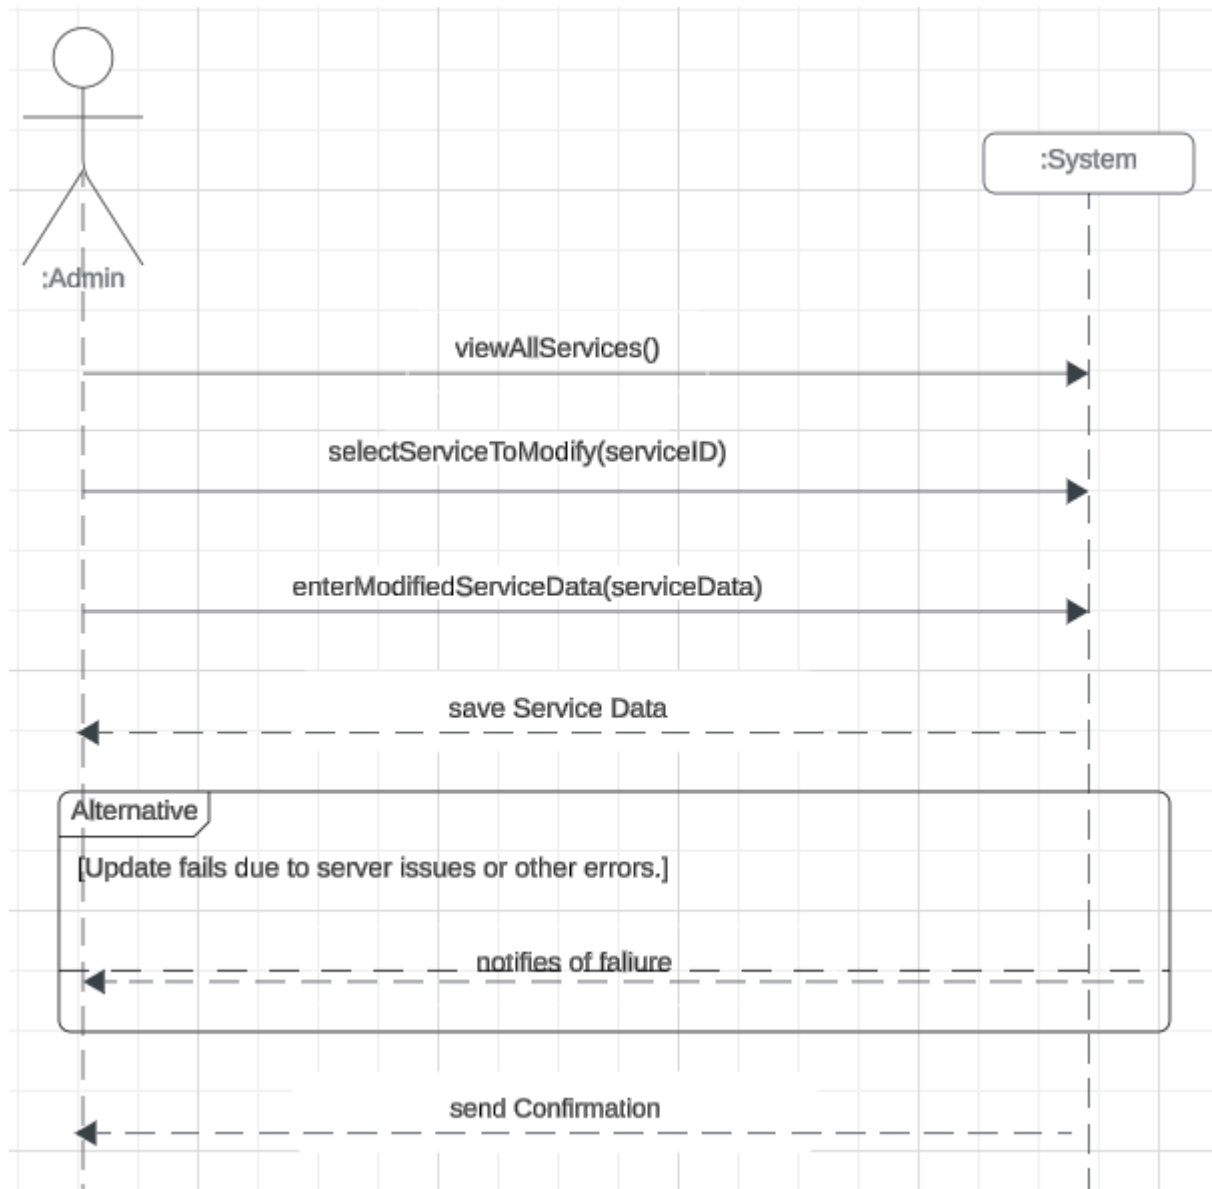 :System
:Admin
viewAllServices()
selectServiceToModify(serviceID)
enterModifiedServiceData(serviceData)
save Service Data
Alternative
[Update fails due to server issues or other errors.]
notifies of faliure
send Confirmation